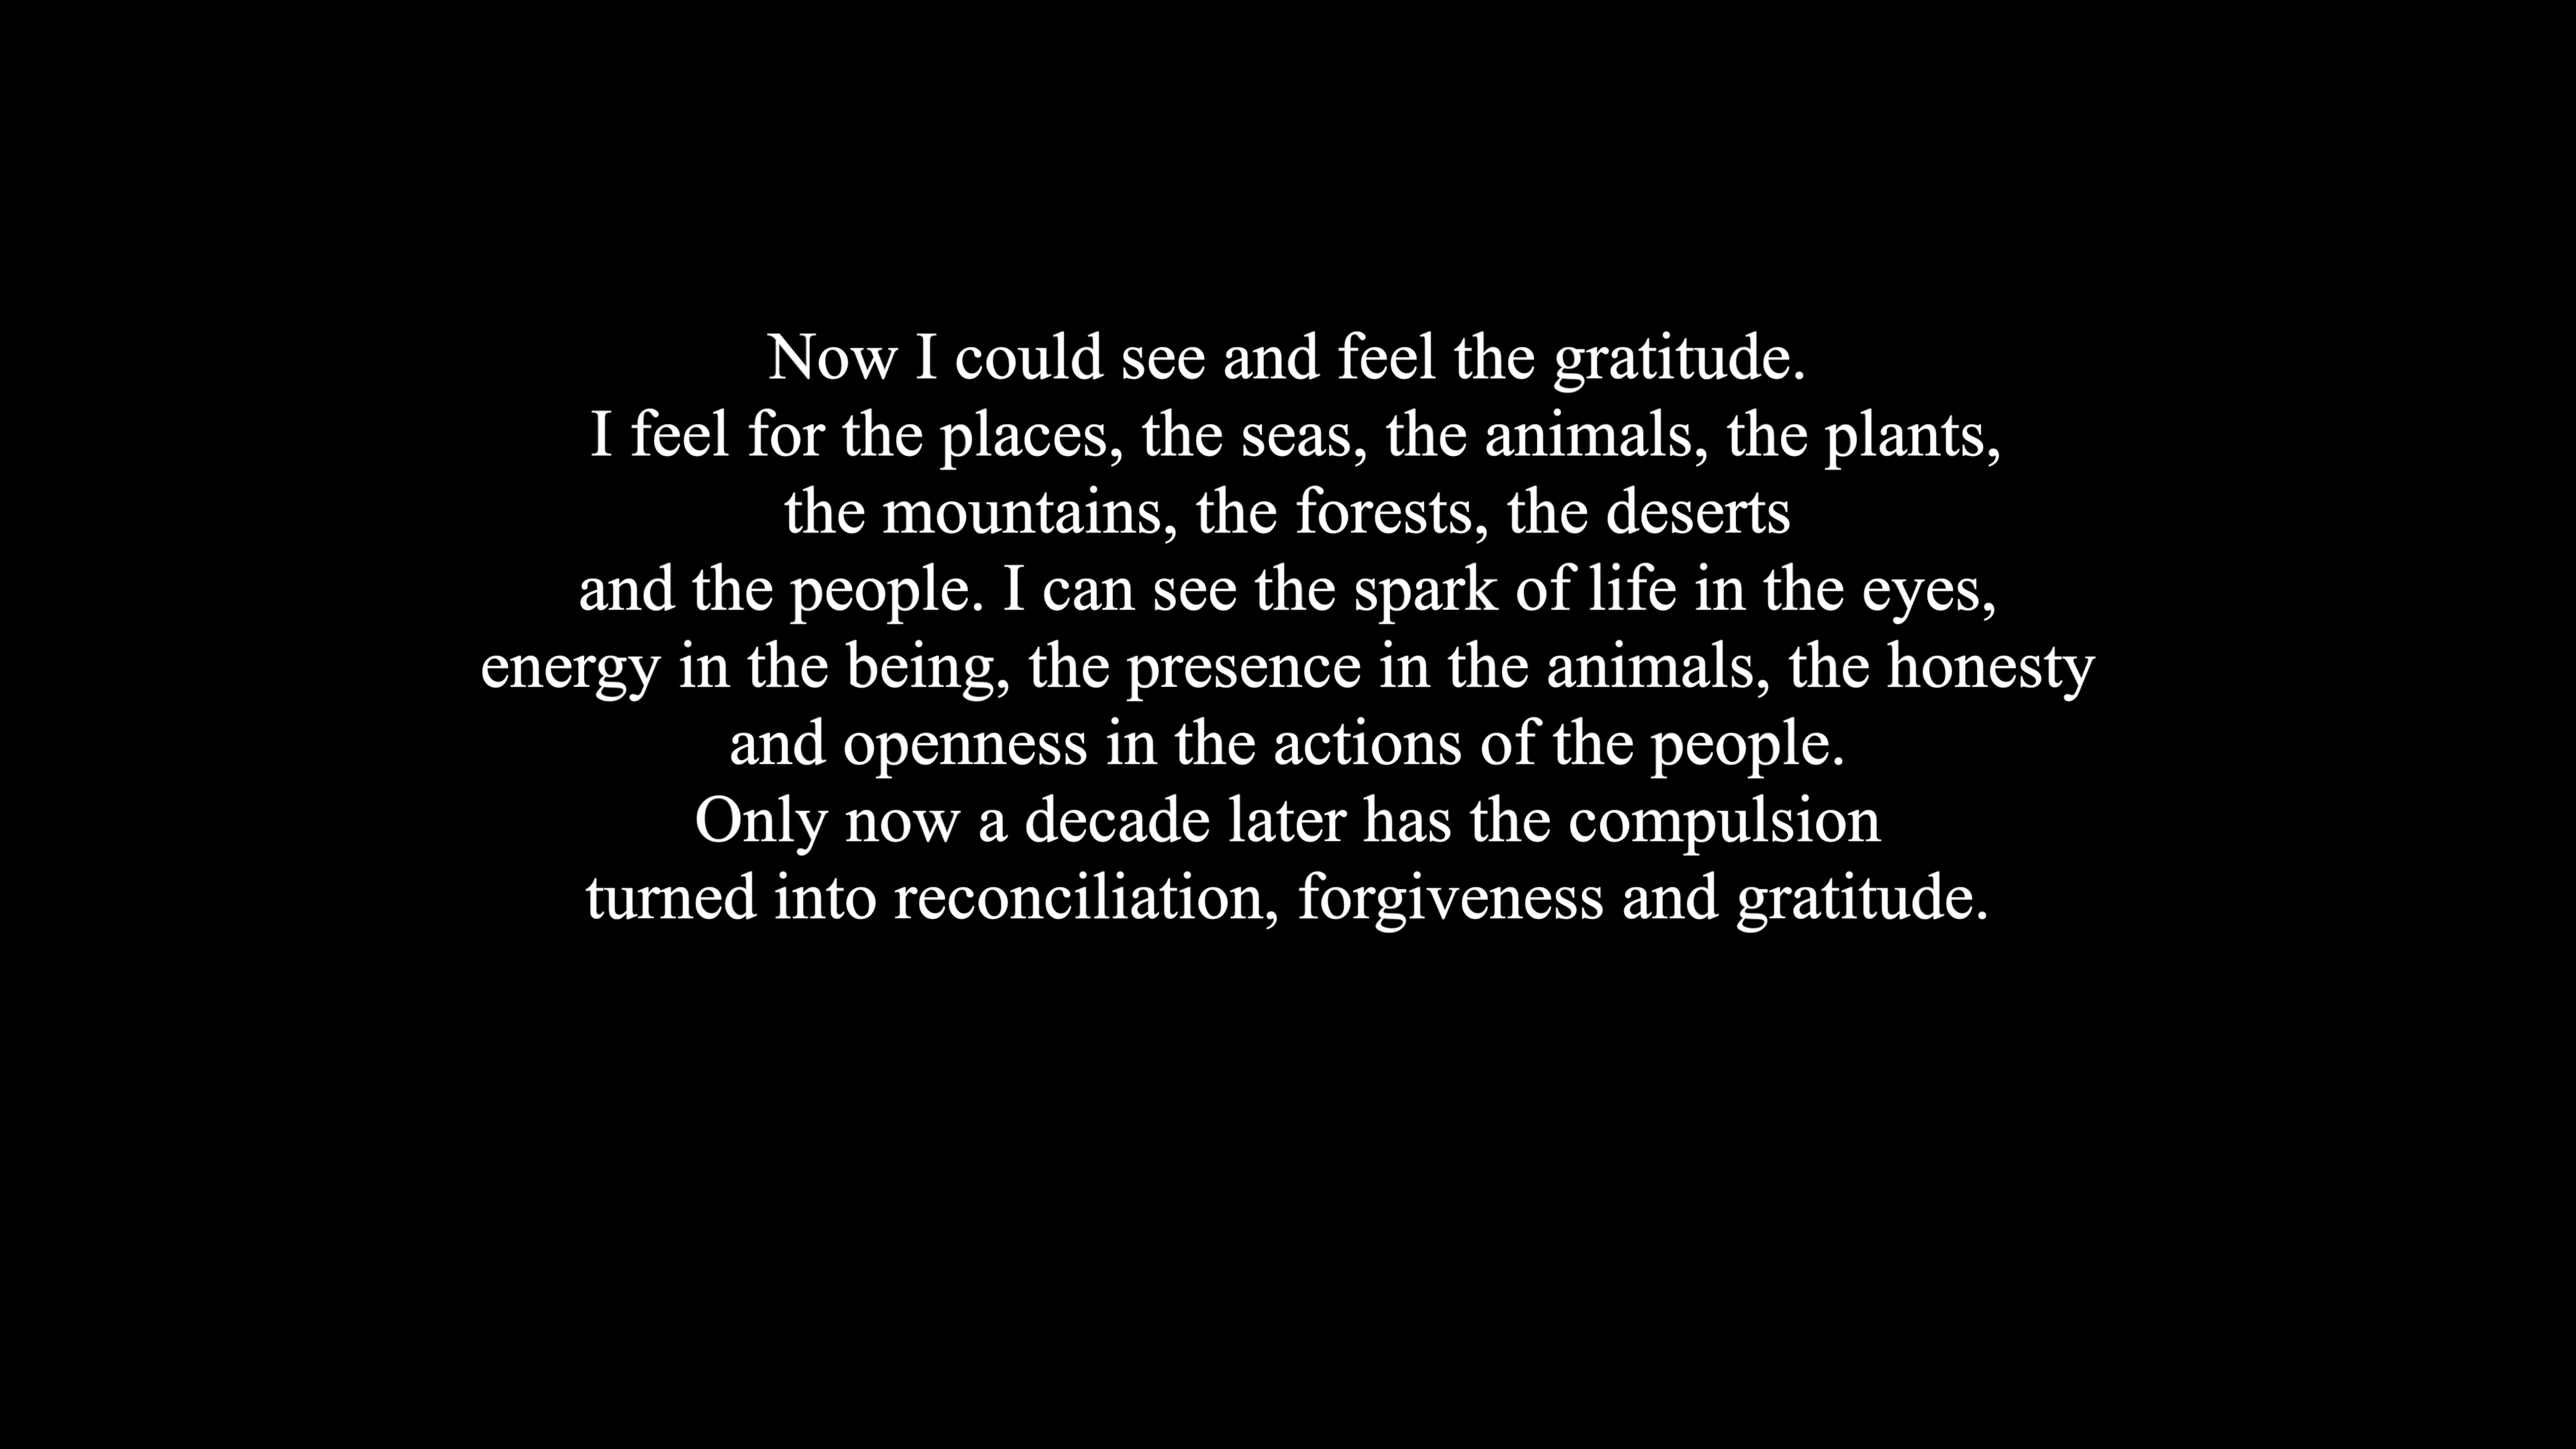 Now I could see and feel the gratitude.
I feel for the places, the seas, the animals, the plants,
the mountains, the forests, the deserts
and the people. I can see the spark of life in the eyes,
energy in the being, the presence in the animals, the honesty
and openness in the actions of the people.
Only now a decade later has the compulsion
turned into reconciliation, forgiveness and gratitude.